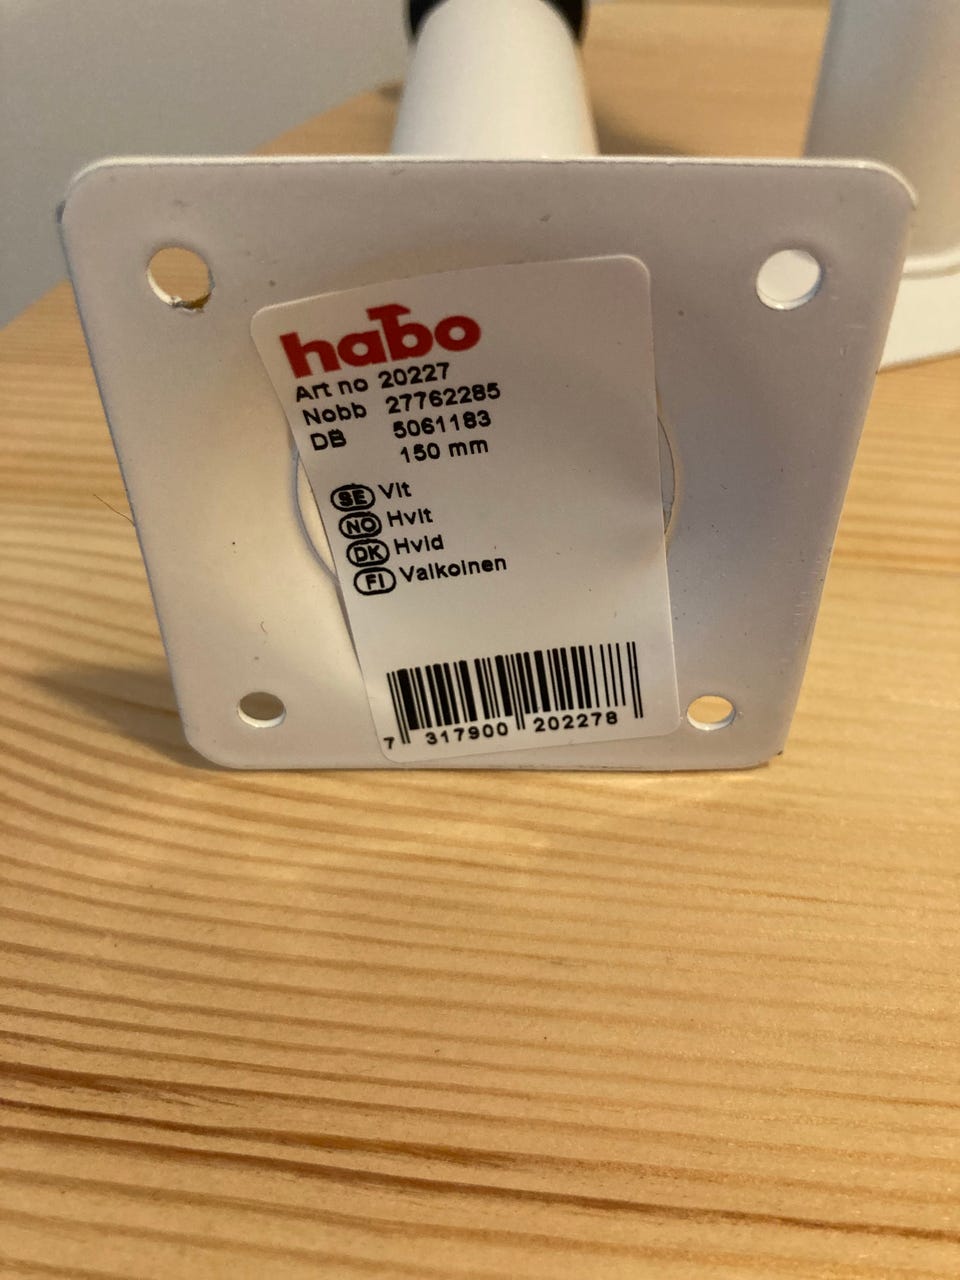 habo
Art no 20227
Nobb 27762285
DB 5061183
150 mm
SE Vit
NO Hvit
DK Hvid
FI Valkoinen
7 317900 202278